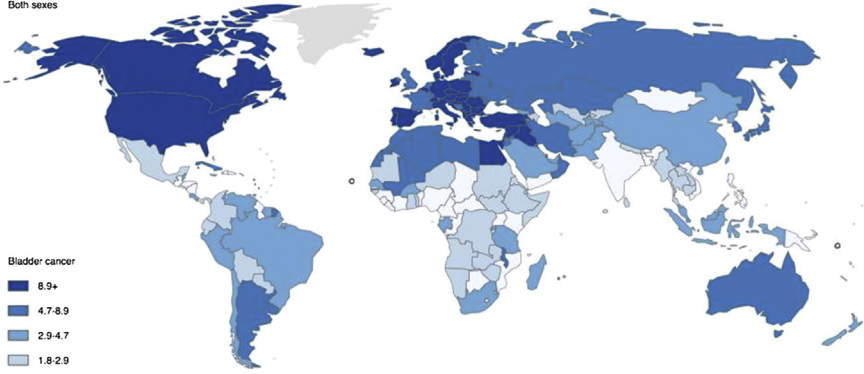 Both sexes
Bladder cancer
8.9+
4.7-8.9
2.9-4.7
1.8-2.9